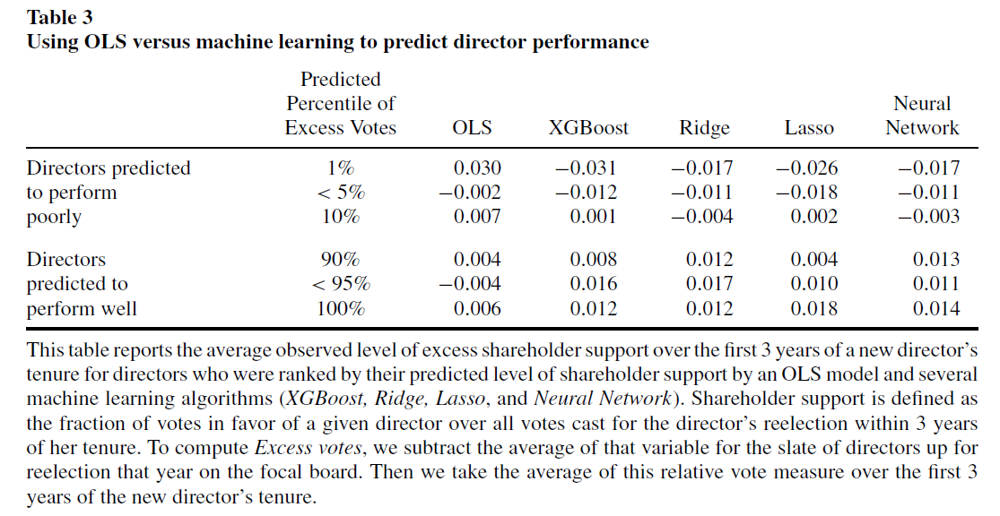 Table 3
Using OLS versus machine learning to predict director performance
Predicted
Percentile of Neural
Excess Votes OLS XGBoost Ridge Lasso Network
Directors predicted 1% 0.030 −0.031 −0.017 −0.026 −0.017
to perform < 5% −0.002 −0.012 −0.011 −0.018 −0.011
poorly 10% 0.007 0.001 −0.004 0.002 −0.003
Directors 90% 0.004 0.008 0.012 0.004 0.013
predicted to < 95% −0.004 0.016 0.017 0.010 0.011
perform well 100% 0.006 0.012 0.012 0.018 0.014
This table reports the average observed level of excess shareholder support over the first 3 years of a new director’s
tenure for directors who were ranked by their predicted level of shareholder support by an OLS model and several
machine learning algorithms (XGBoost, Ridge, Lasso, and Neural Network). Shareholder support is defined as
the fraction of votes in favor of a given director over all votes cast for the director’s reelection within 3 years
of her tenure. To compute Excess votes, we subtract the average of that variable for the slate of directors up for
reelection that year on the focal board. Then we take the average of this relative vote measure over the first 3
years of the new director’s tenure.